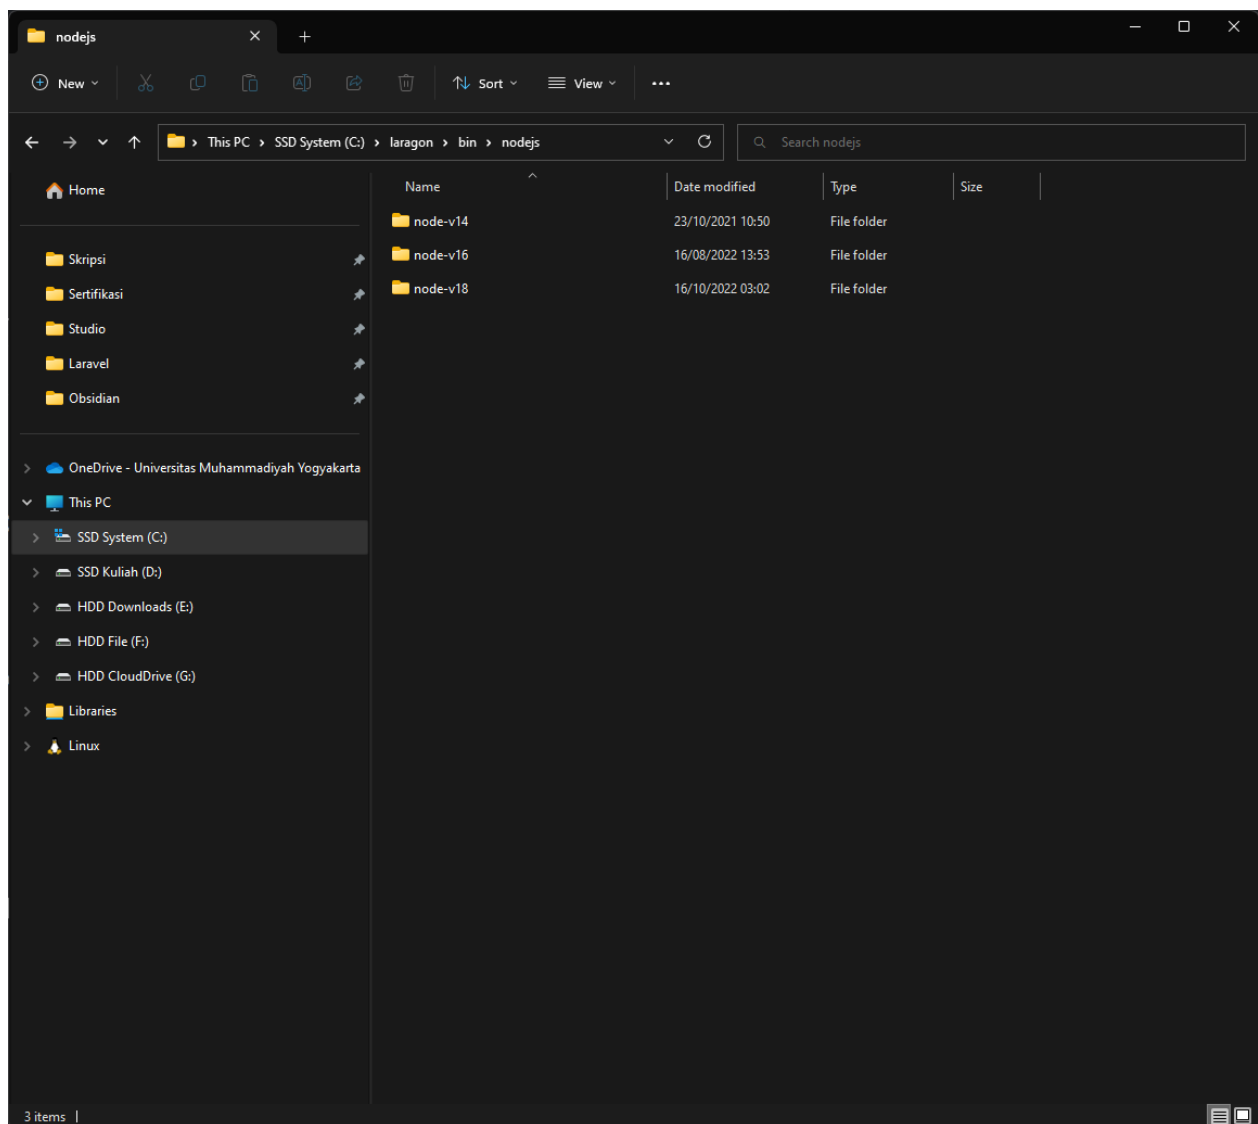 nodejs
New
Sort
View
This PC > SSD System (C:) > laragon > bin > nodejs
Search nodejs
Home
Skripsi
Sertifikasi
Studio
Laravel
Obsidian
OneDrive - Universitas Muhammadiyah Yogyakarta
This PC
SSD System (C:)
SSD Kuliah (D:)
HDD Downloads (E:)
HDD File (F:)
HDD CloudDrive (G:)
Libraries
Linux
Name Date modified Type Size
node-v14 23/10/2021 10:50 File folder
node-v16 16/08/2022 13:53 File folder
node-v18 16/10/2022 03:02 File folder
3 items